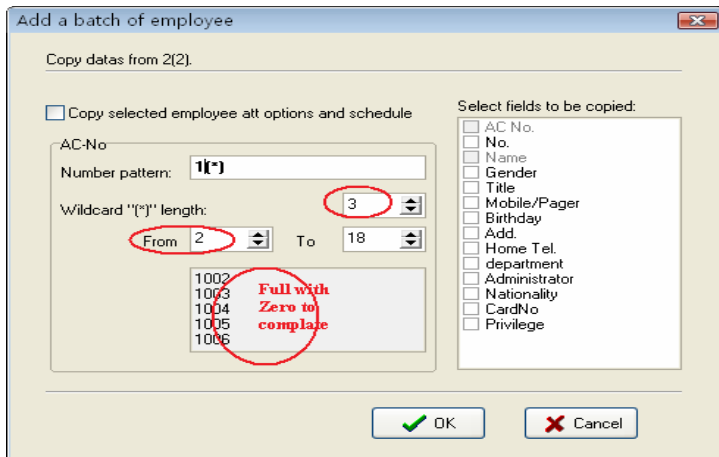 Add a batch of employee
Copy datas from 2(2).
Copy selected employee att options and schedule
AC-No
Number pattern: 1(*)
Wildcard "(*)" length: 3
From 2 To 18
1002
1003
1004
1005
1006
Full with
Zero to
complate
Select fields to be copied:
AC No.
No.
Name
Gender
Title
Mobile/Pager
Birthday
Add.
Home Tel.
department
Administrator
Nationality
CardNo
Privilege
OK Cancel